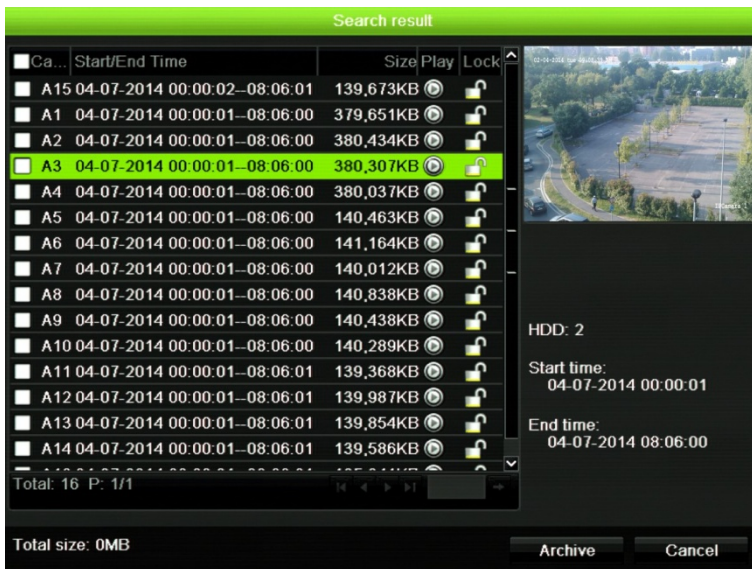 Search result
Ca... Start/End Time Size Play Lock
A15 04-07-2014 00:00:02--08:06:01 139,673KB
A1 04-07-2014 00:00:01--08:06:00 379,651KB
A2 04-07-2014 00:00:01--08:06:00 380,434KB
A3 04-07-2014 00:00:01--08:06:00 380,307KB
A4 04-07-2014 00:00:01--08:06:00 380,037KB
A5 04-07-2014 00:00:01--08:06:00 140,463KB
A6 04-07-2014 00:00:01--08:06:00 141,164KB
A7 04-07-2014 00:00:01--08:06:00 140,012KB
A8 04-07-2014 00:00:01--08:06:00 140,838KB
A9 04-07-2014 00:00:01--08:06:00 140,438KB
A10 04-07-2014 00:00:01--08:06:00 140,289KB
A11 04-07-2014 00:00:01--08:06:01 139,368KB
A12 04-07-2014 00:00:01--08:06:01 139,987KB
A13 04-07-2014 00:00:01--08:06:01 139,854KB
A14 04-07-2014 00:00:01--08:06:01 139,586KB
Total: 16 P: 1/1
HDD: 2
Start time:
04-07-2014 00:00:01
End time:
04-07-2014 08:06:00
Total size: 0MB
Archive
Cancel